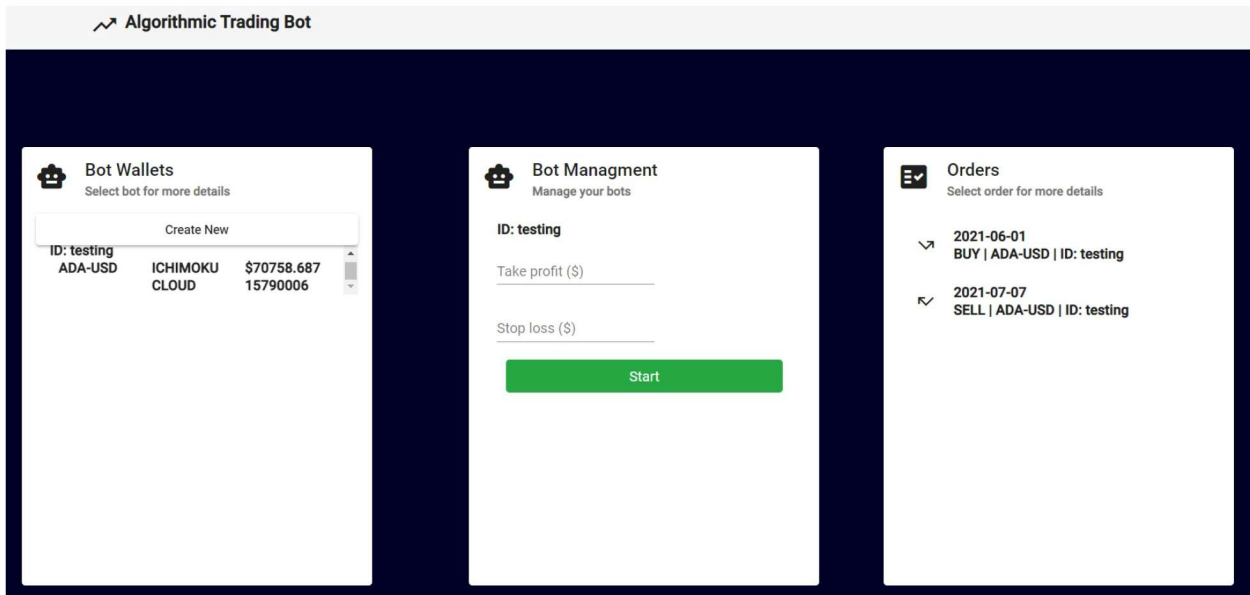 Algorithmic Trading Bot
Bot Wallets
Select bot for more details
Create New
ID: testing
ADA-USD ICHIMOKU $70758.687
CLOUD 15790006
Bot Managment
Manage your bots
ID: testing
Take profit ($)
Stop loss ($)
Start
Orders
Select order for more details
2021-06-01
BUY | ADA-USD | ID: testing
2021-07-07
SELL | ADA-USD | ID: testing